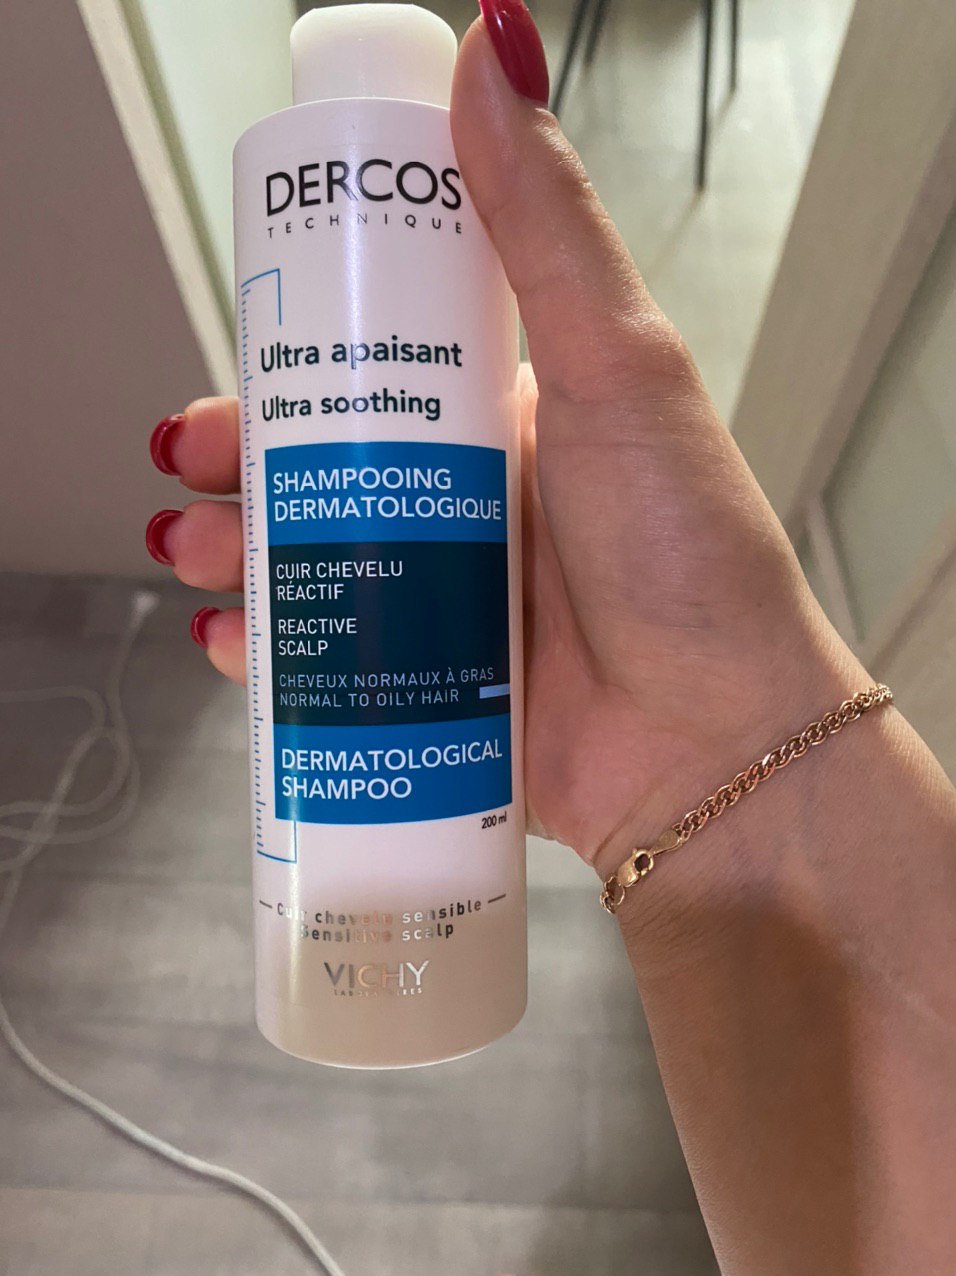 DERCOS
TECHNIQUE
Ultra apaisant
Ultra soothing
SHAMPOOING
DERMATOLOGIQUE
CUIR CHEVELU
RÉACTIF
REACTIVE
SCALP
CHEVEUX NORMAUX À GRAS
NORMAL TO OILY HAIR
DERMATOLOGICAL
SHAMPOO
200 ml
Cuir chevelu sensible
Sensitive scalp
VICHY
LABORATOIRES